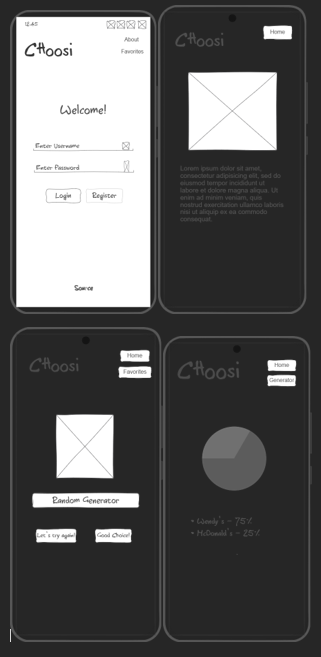 12:45
About
CHoosi
Favorites
Welcome!
Enter Username
Enter Password
Login
Register
Source
Home
CHoosi
Lorem ipsum dolor sit amet,
consectetur adipiscing elit, sed do
eiusmod tempor incididunt ut
labore et dolore magna aliqua. Ut
enim ad minim veniam, quis
nostrud exercitation ullamco laboris
nisi ut aliquip ex ea commodo
consequat.
Home
CHoosi
Favorites
Random Generator
Let's try again!
Good Choice!
Home
CHoosi
Generator
• Wendy's - 75%
• McDonald's - 25%